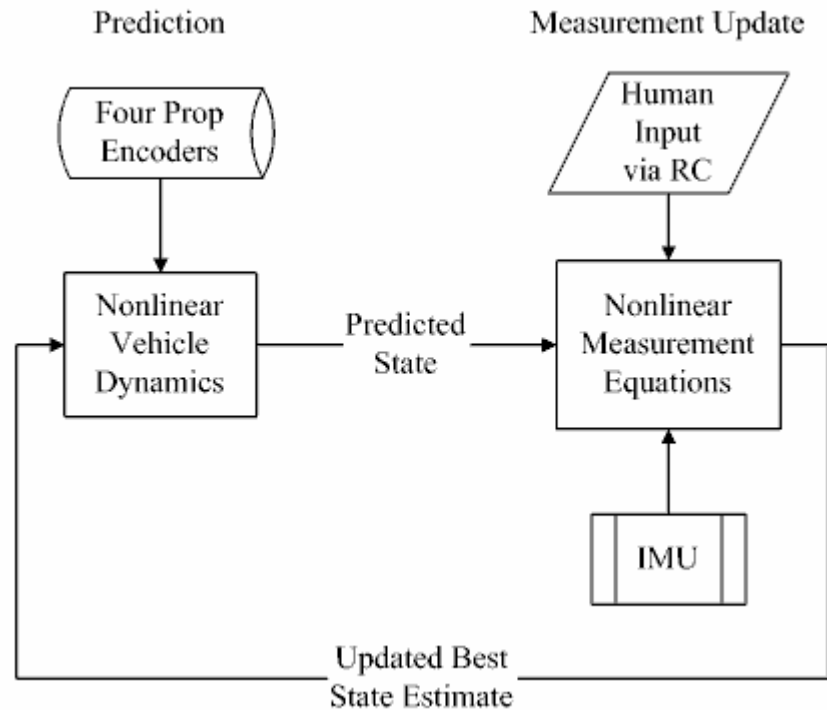 Prediction
Measurement Update
Four Prop
Encoders
Human
Input
via RC
Nonlinear
Vehicle
Dynamics
Predicted
State
Nonlinear
Measurement
Equations
IMU
Updated Best
State Estimate